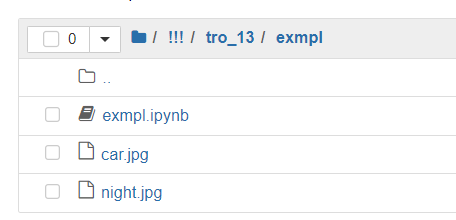 0 / !!! / tro_13 / exmpl
..
exmpl.ipynb
car.jpg
night.jpg